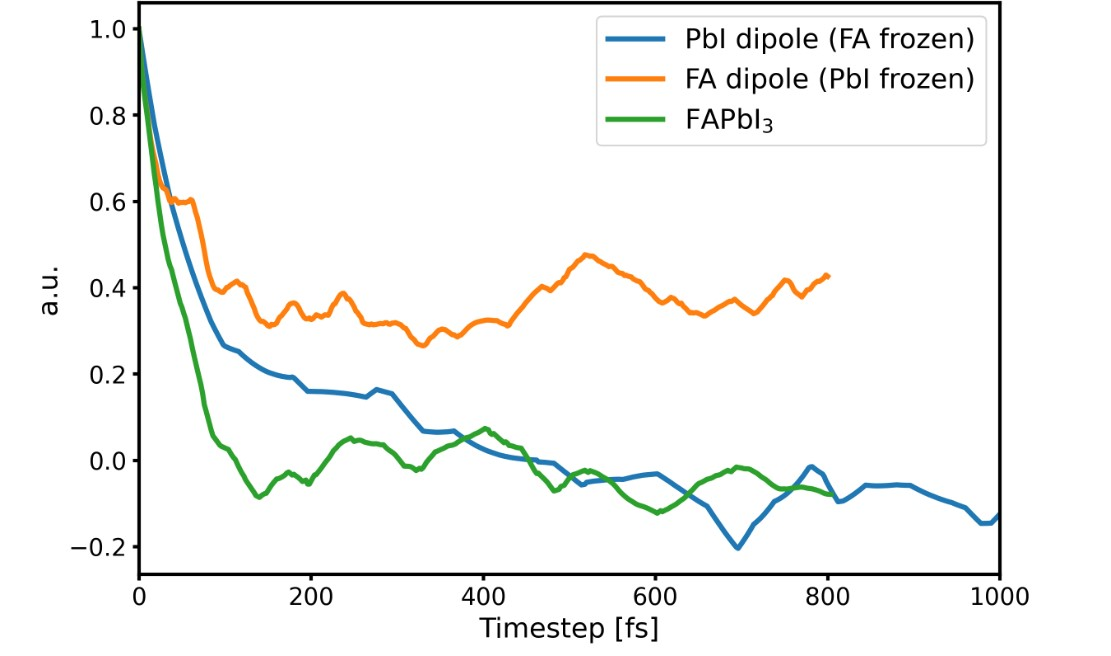 PbI dipole (FA frozen)
FA dipole (PbI frozen)
FAPbI₃
1.0
0.8
0.6
0.4
0.2
0.0
−0.2
a.u.
0 200 400 600 800 1000
Timestep [fs]